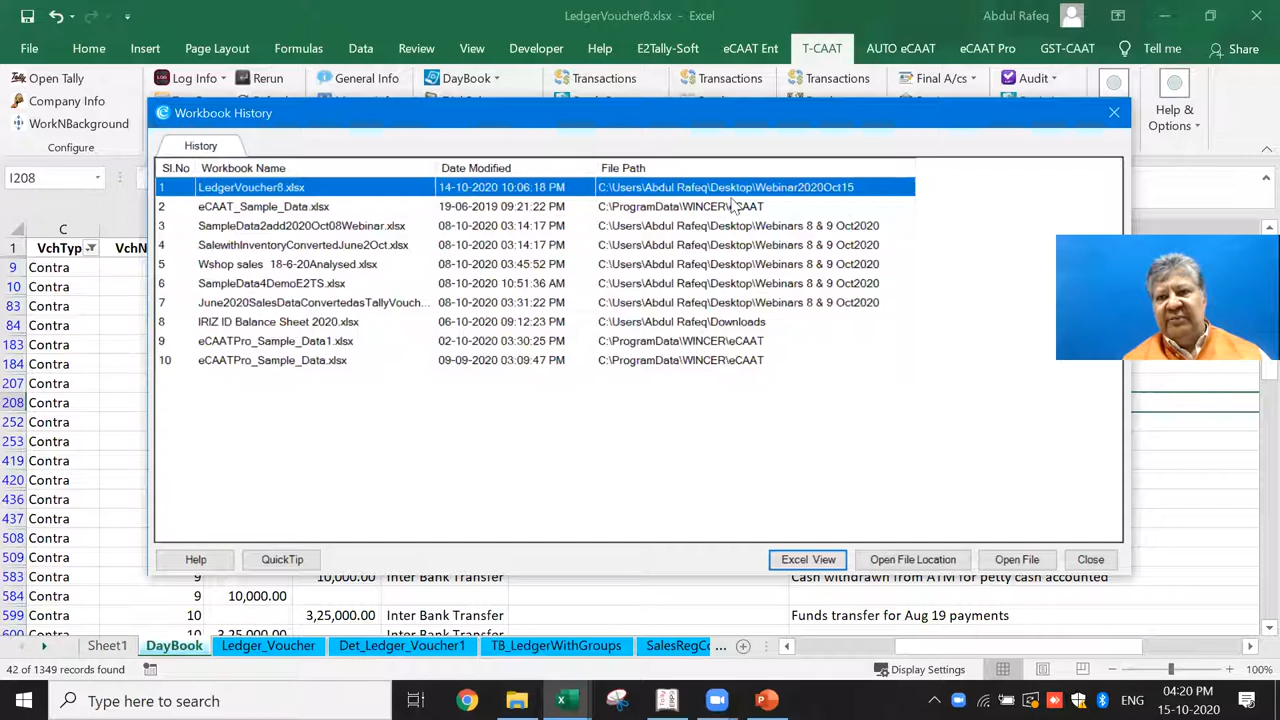 LedgerVoucher8.xlsx - Excel
Abdul Rafeq
File Home Insert Page Layout Formulas Data Review View Developer Help E2Tally-Soft eCAAT Ent T-CAAT AUTO eCAAT eCAAT Pro GST-CAAT Tell me Share
Open Tally Log Info Rerun General Info DayBook Transactions Transactions Transactions Final A/cs Audit
Company Info
WorkNBackground
Configure
Help &
Options
Workbook History
History
Sl.No Workbook Name Date Modified File Path
1 LedgerVoucher8.xlsx 14-10-2020 10:06:18 PM C:\Users\Abdul Rafeq\Desktop\Webinar2020Oct15
2 eCAAT_Sample_Data.xlsx 19-06-2019 09:21:22 PM C:\ProgramData\WINCER\eCAAT
3 SampleData2add2020Oct08Webinar.xlsx 08-10-2020 03:14:17 PM C:\Users\Abdul Rafeq\Desktop\Webinars 8 & 9 Oct2020
4 SalewithInventoryConvertedJune2Oct.xlsx 08-10-2020 03:14:17 PM C:\Users\Abdul Rafeq\Desktop\Webinars 8 & 9 Oct2020
5 Wshop sales 18-6-20Analysed.xlsx 08-10-2020 03:45:52 PM C:\Users\Abdul Rafeq\Desktop\Webinars 8 & 9 Oct2020
6 SampleData4DemoE2TS.xlsx 08-10-2020 10:51:36 AM C:\Users\Abdul Rafeq\Desktop\Webinars 8 & 9 Oct2020
7 June2020SalesDataConvertedasTallyVouch... 08-10-2020 03:31:22 PM C:\Users\Abdul Rafeq\Desktop\Webinars 8 & 9 Oct2020
8 IRIZ ID Balance Sheet 2020.xlsx 06-10-2020 09:12:23 PM C:\Users\Abdul Rafeq\Downloads
9 eCAATPro_Sample_Data1.xlsx 02-10-2020 03:30:25 PM C:\ProgramData\WINCER\eCAAT
10 eCAATPro_Sample_Data.xlsx 09-09-2020 03:09:47 PM C:\ProgramData\WINCER\eCAAT
Help QuickTip Excel View Open File Location Open File Close
I208
C
1 VchTyp VchN
9 Contra
10 Contra
83 Contra
84 Contra
183 Contra
184 Contra
207 Contra
208 Contra
252 Contra
253 Contra
419 Contra
420 Contra
436 Contra
437 Contra
508 Contra
509 Contra
583 Contra 9 10,000.00 Inter Bank Transfer Cash withdrawn from ATM for petty cash accounted
584 Contra 9 10,000.00
599 Contra 10 3,25,000.00 Inter Bank Transfer Funds transfer for Aug 19 payments
600 Contra 10 3,25,000.00 Inter Bank Transfer
Sheet1 DayBook Ledger_Voucher Det_Ledger_Voucher1 TB_LedgerWithGroups SalesRegCo ...
42 of 1349 records found Display Settings 100%
Type here to search
ENG
04:20 PM
15-10-2020